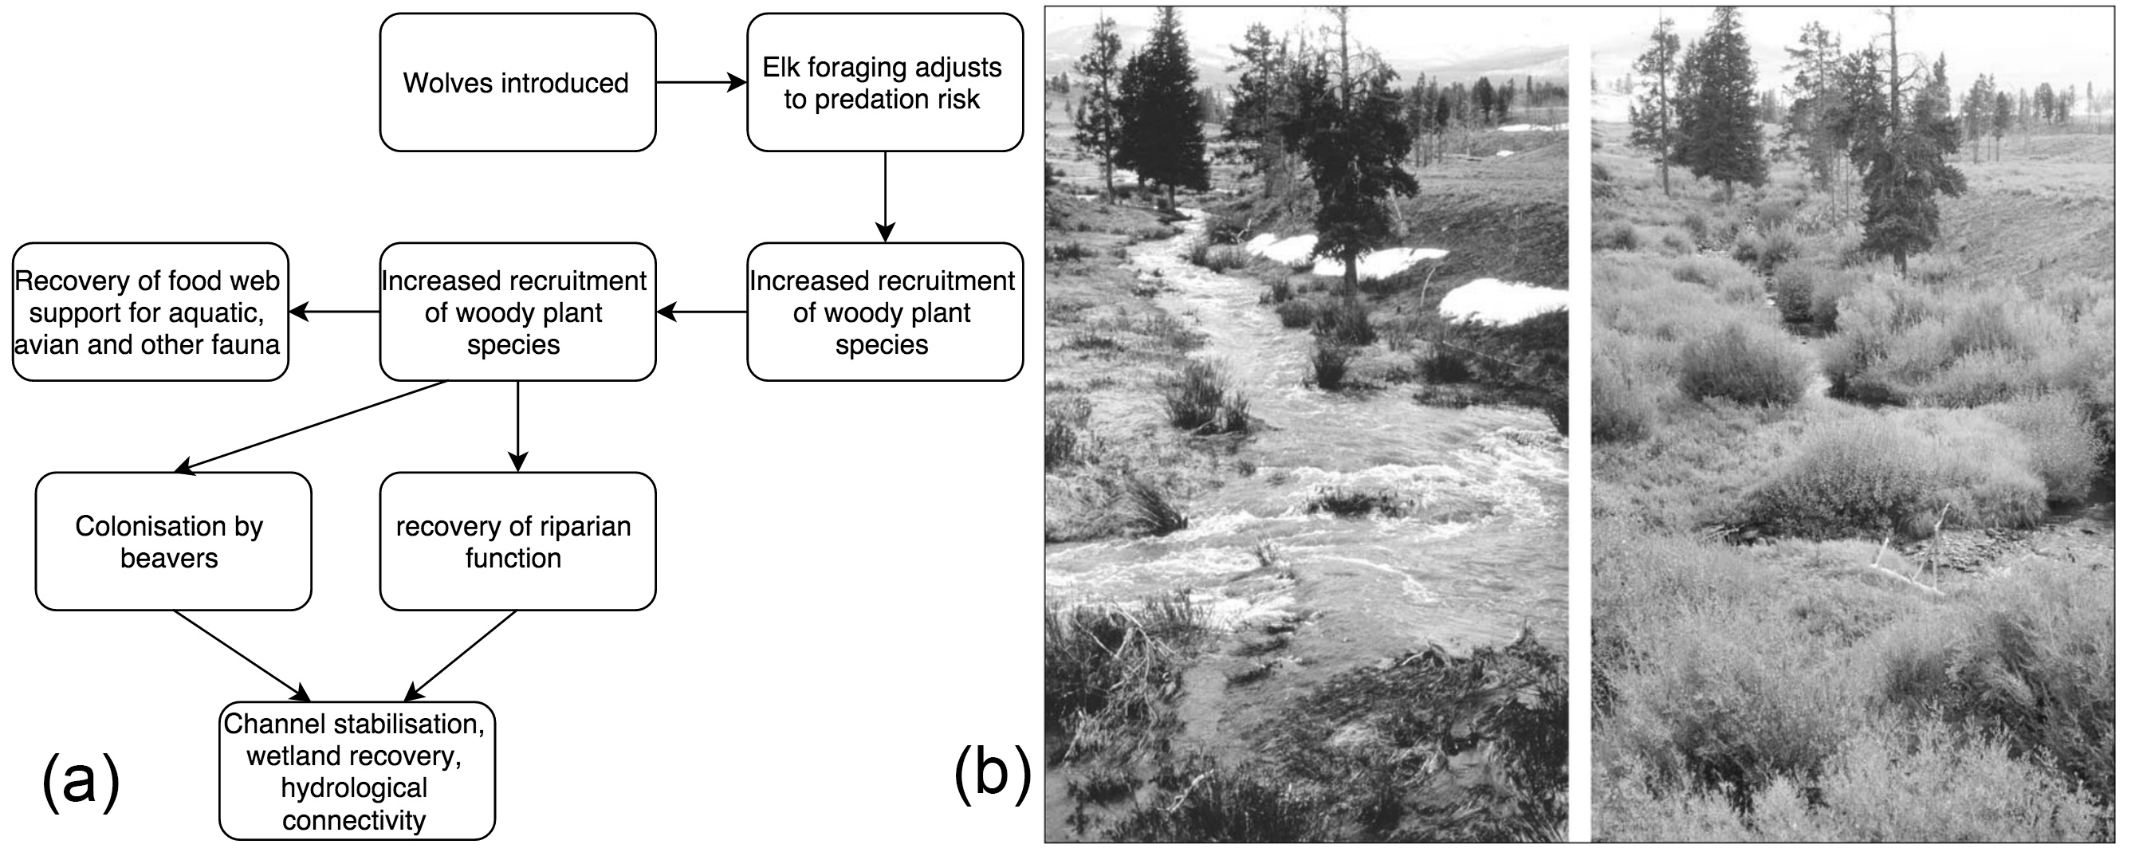 Wolves introduced
Elk foraging adjusts
to predation risk
Recovery of food web
support for aquatic,
avian and other fauna
Increased recruitment
of woody plant
species
Increased recruitment
of woody plant
species
Colonisation by
beavers
recovery of riparian
function
Channel stabilisation,
wetland recovery,
hydrological
connectivity
(a)
(b)